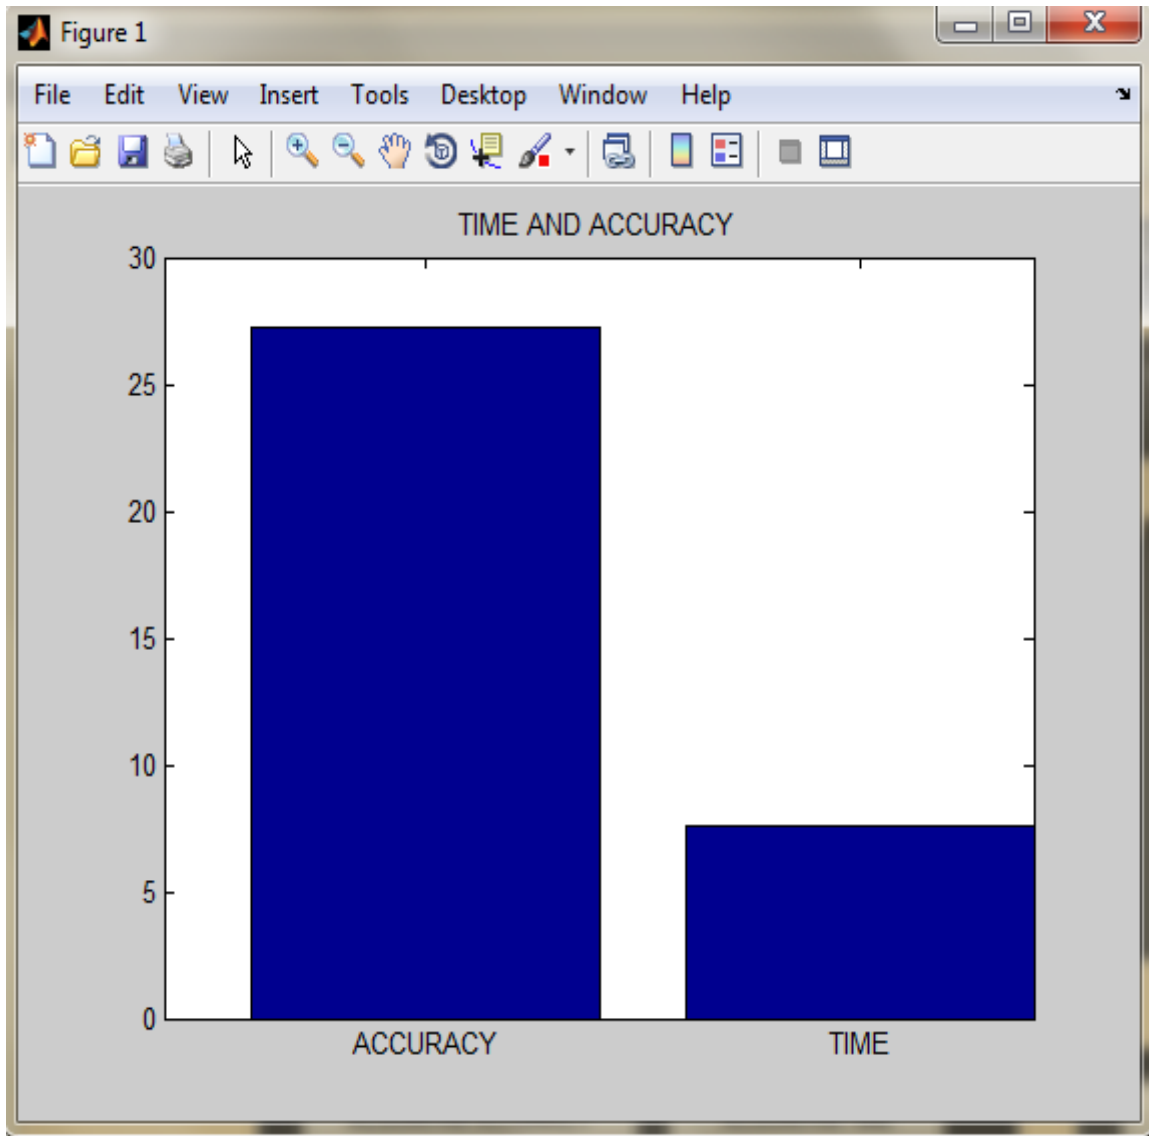 Figure 1
File Edit View Insert Tools Desktop Window Help
TIME AND ACCURACY
30
25
20
15
10
5
0
ACCURACY TIME